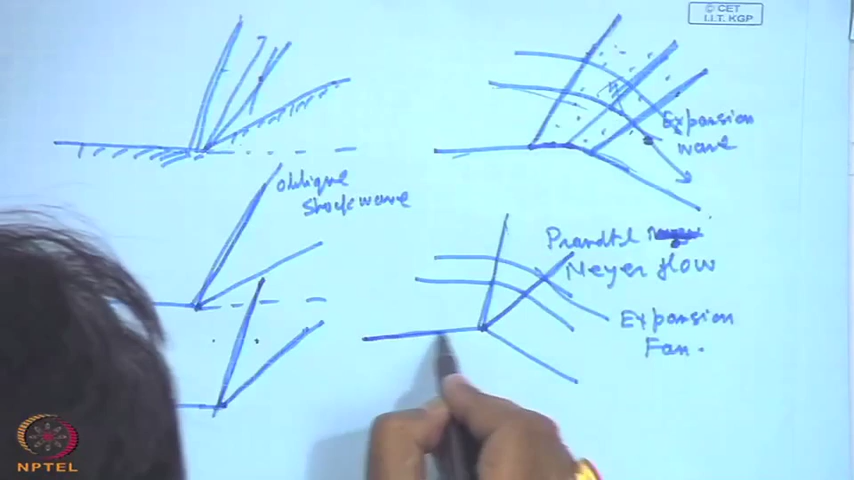 © CET
I.I.T. KGP
Expansion
wave
oblique
Shockwave
Prandtl
Meyer flow
Expansion
Fan.
NPTEL